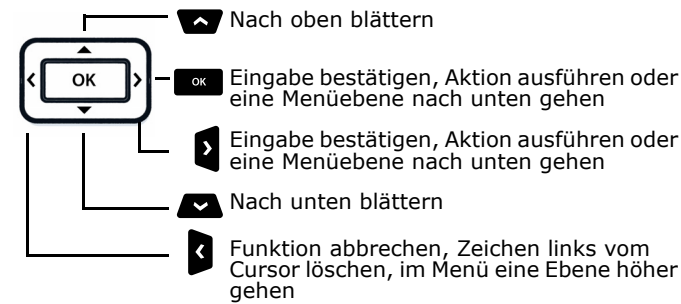 Nach oben blättern
OK
OK
Eingabe bestätigen, Aktion ausführen oder
eine Menüebene nach unten gehen
Eingabe bestätigen, Aktion ausführen oder
eine Menüebene nach unten gehen
Nach unten blättern
Funktion abbrechen, Zeichen links vom
Cursor löschen, im Menü eine Ebene höher
gehen